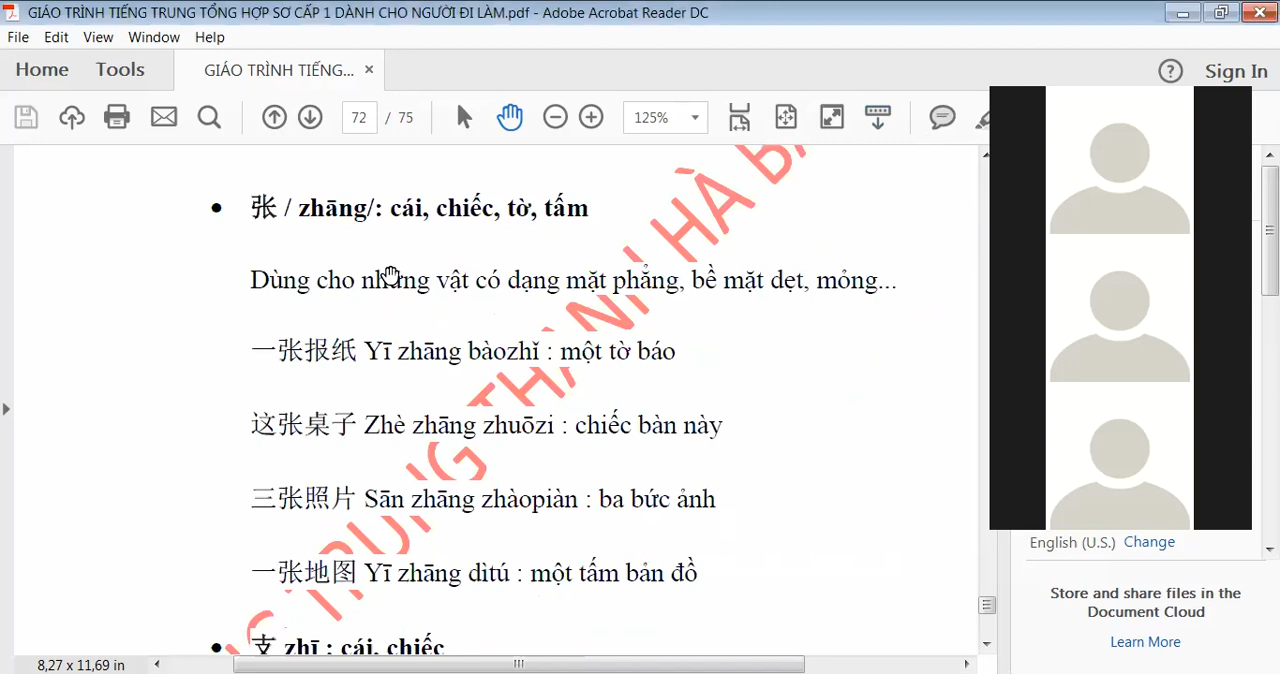 GIÁO TRÌNH TIẾNG TRUNG TỔNG HỢP SƠ CẤP 1 DÀNH CHO NGƯỜI ĐI LÀM.pdf - Adobe Acrobat Reader DC
File Edit View Window Help
Home Tools GIÁO TRÌNH TIẾNG... × ? Sign In
72 / 75 125%
• 张 / zhāng/: cái, chiếc, tờ, tấm
Dùng cho những vật có dạng mặt phẳng, bề mặt dẹt, mỏng...
一张报纸 Yī zhāng bàozhǐ : một tờ báo
这张桌子 Zhè zhāng zhuōzi : chiếc bàn này
三张照片 Sān zhāng zhàopiàn : ba bức ảnh
一张地图 Yī zhāng dìtú : một tấm bản đồ
• 支 zhī : cái, chiếc
TRUNG THANH HÀ
English (U.S.) Change
Store and share files in the
Document Cloud
Learn More
8,27 x 11,69 in